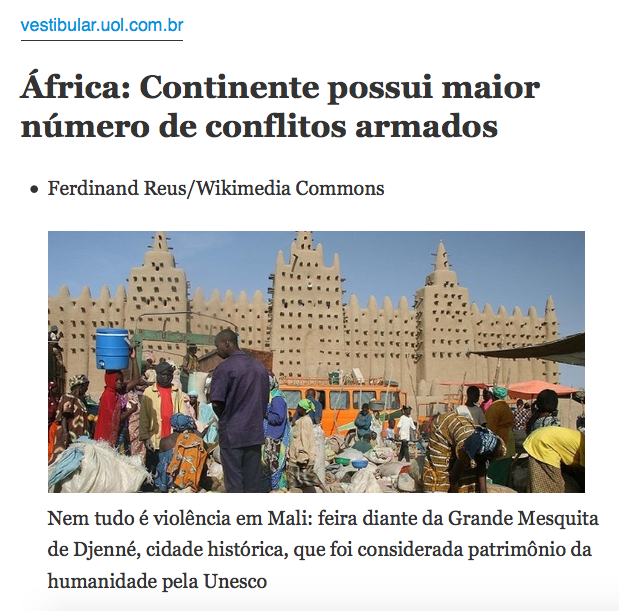 vestibular.uol.com.br
África: Continente possui maior
número de conflitos armados
• Ferdinand Reus/Wikimedia Commons
Nem tudo é violência em Mali: feira diante da Grande Mesquita
de Djenné, cidade histórica, que foi considerada patrimônio da
humanidade pela Unesco